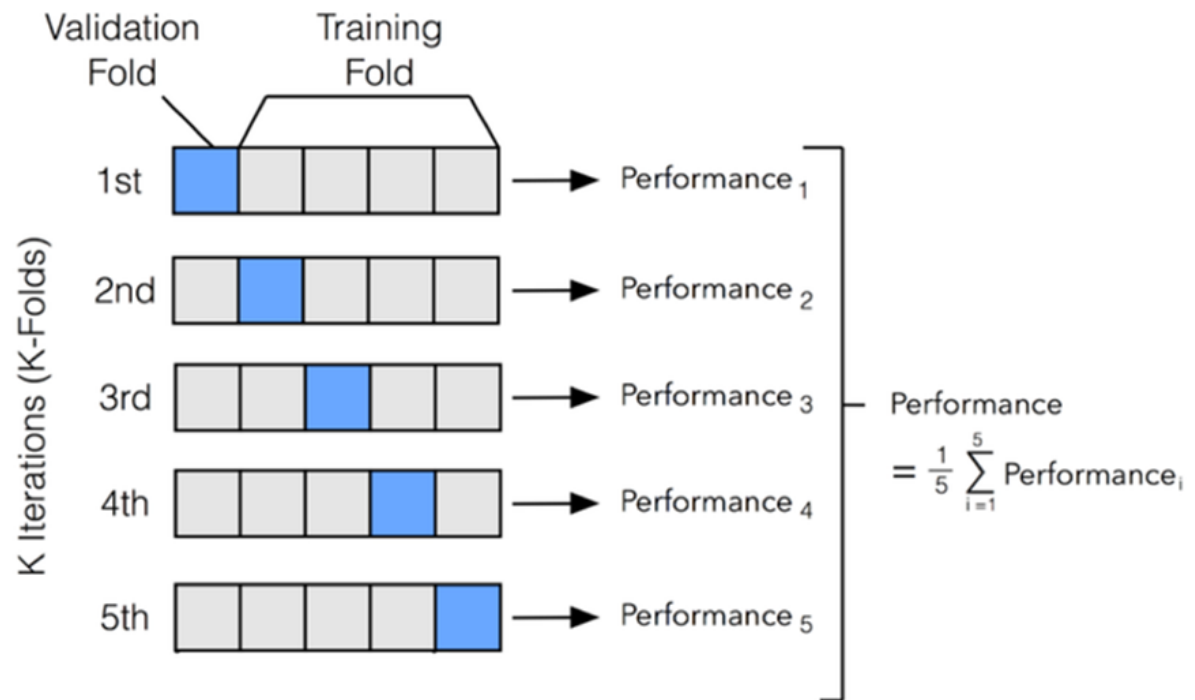 Validation
Fold
Training
Fold
K Iterations (K-Folds)
1st
Performance 1
2nd
Performance 2
3rd
Performance 3
4th
Performance 4
5th
Performance 5
Performance
= 1/5 5∑i=1 Performancei